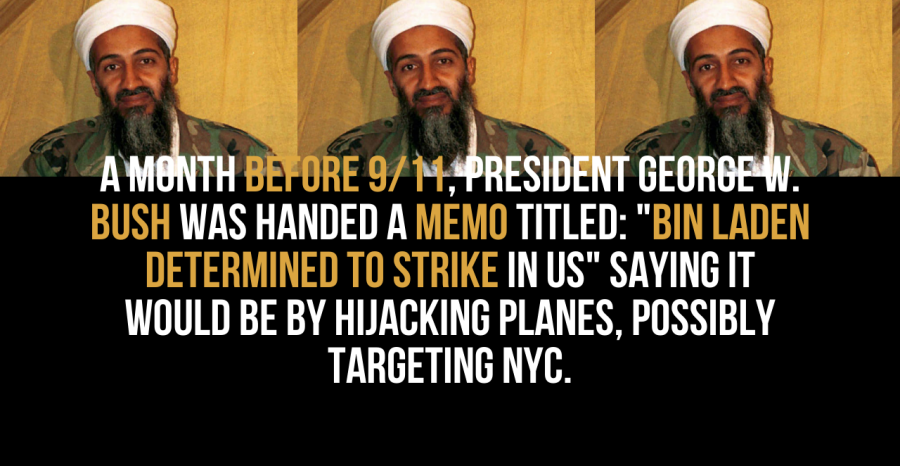 A MONTH BEFORE 9/11, PRESIDENT GEORGE W.
BUSH WAS HANDED A MEMO TITLED: "BIN LADEN
DETERMINED TO STRIKE IN US" SAYING IT
WOULD BE BY HIJACKING PLANES, POSSIBLY
TARGETING NYC.